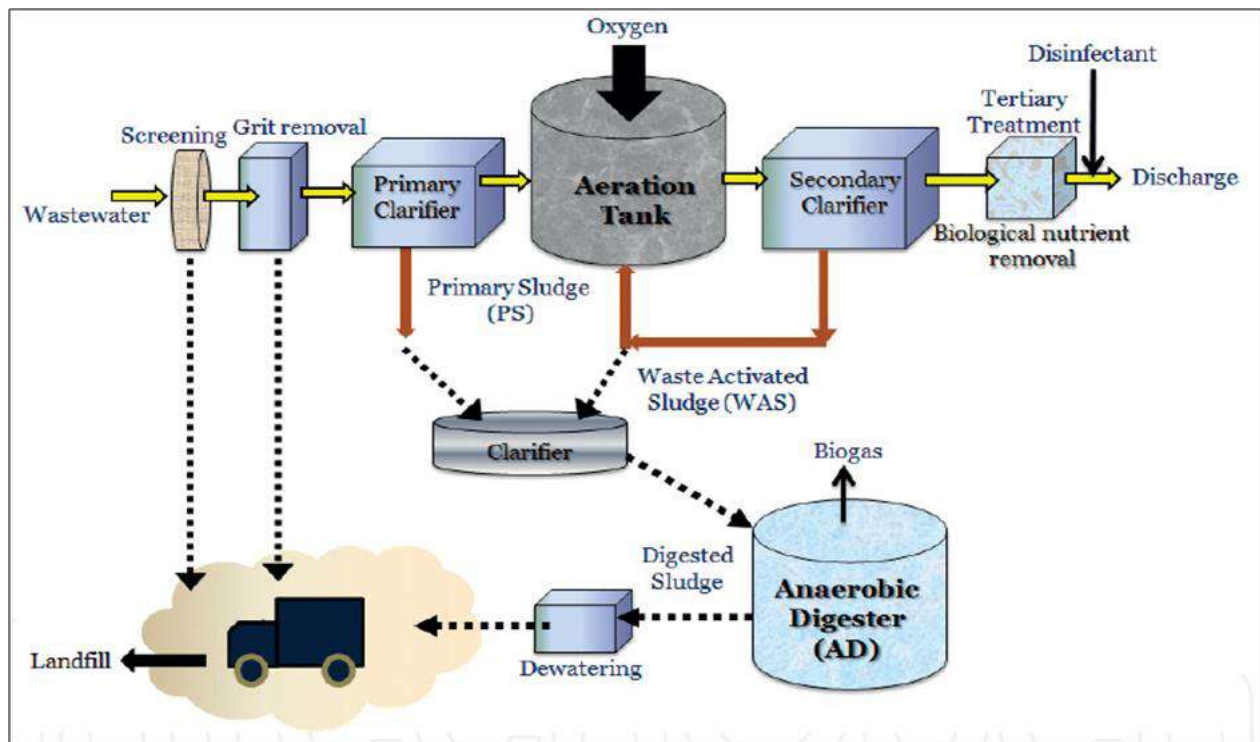 Oxygen
Disinfectant
Screening
Grit removal
Tertiary
Treatment
Wastewater
Primary
Clarifier
Aeration
Tank
Secondary
Clarifier
Discharge
Biological nutrient
removal
Primary Sludge
(PS)
Waste Activated
Sludge (WAS)
Clarifier
Biogas
Digested
Sludge
Anaerobic
Digester
(AD)
Dewatering
Landfill